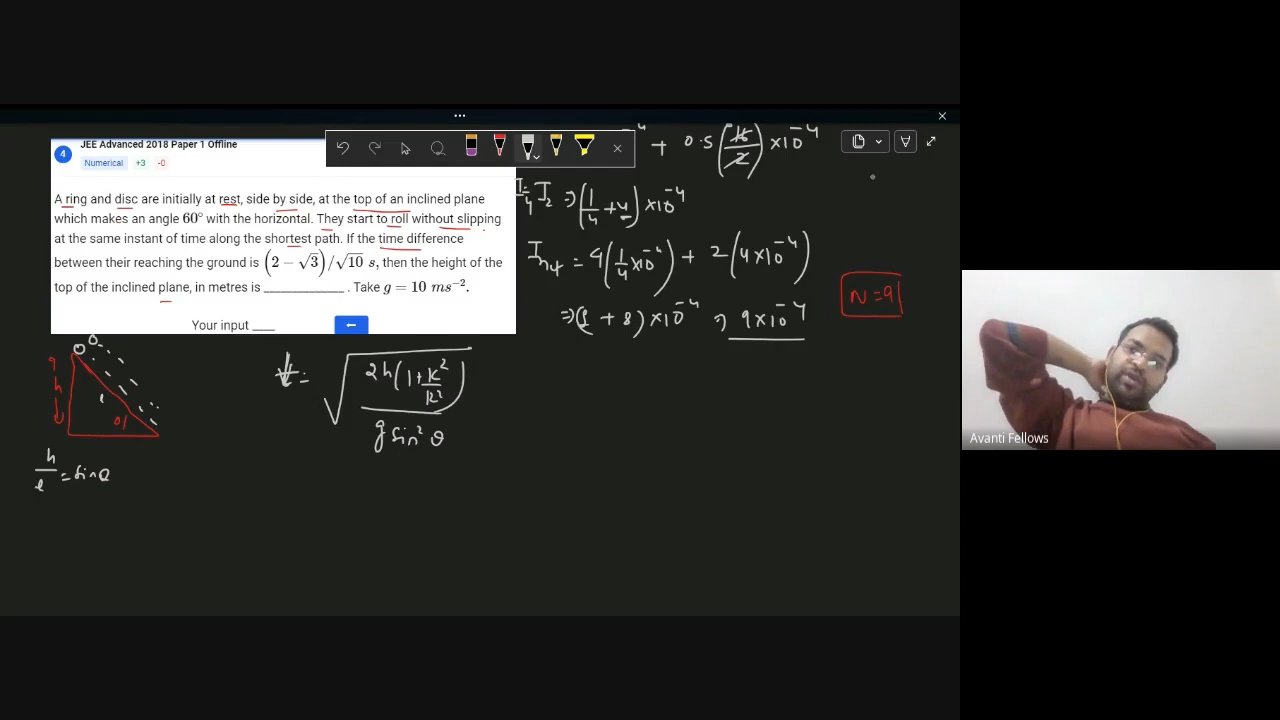 4
JEE Advanced 2018 Paper 1 Offline
Numerical +3 -0
A ring and disc are initially at rest, side by side, at the top of an inclined plane
which makes an angle 60° with the horizontal. They start to roll without slipping
at the same instant of time along the shortest path. If the time difference
between their reaching the ground is (2 − √3)/√10 s, then the height of the
top of the inclined plane, in metres is ______________ . Take g = 10 ms⁻².
Your input ____
h
h/l = sinθ
t = √(2h(1+k²/R²)/g sin²θ)
⁻⁴ + 0.5 ( /2) ×10⁻⁴
I₂ ⇒ (1/4 + 4) ×10⁻⁴
= 4(1/4 ×10⁻⁴) + 2(4×10⁻⁴)
⇒ ( + 8) ×10⁻⁴ ⇒ 9×10⁻⁴
N = 9
Avanti Fellows